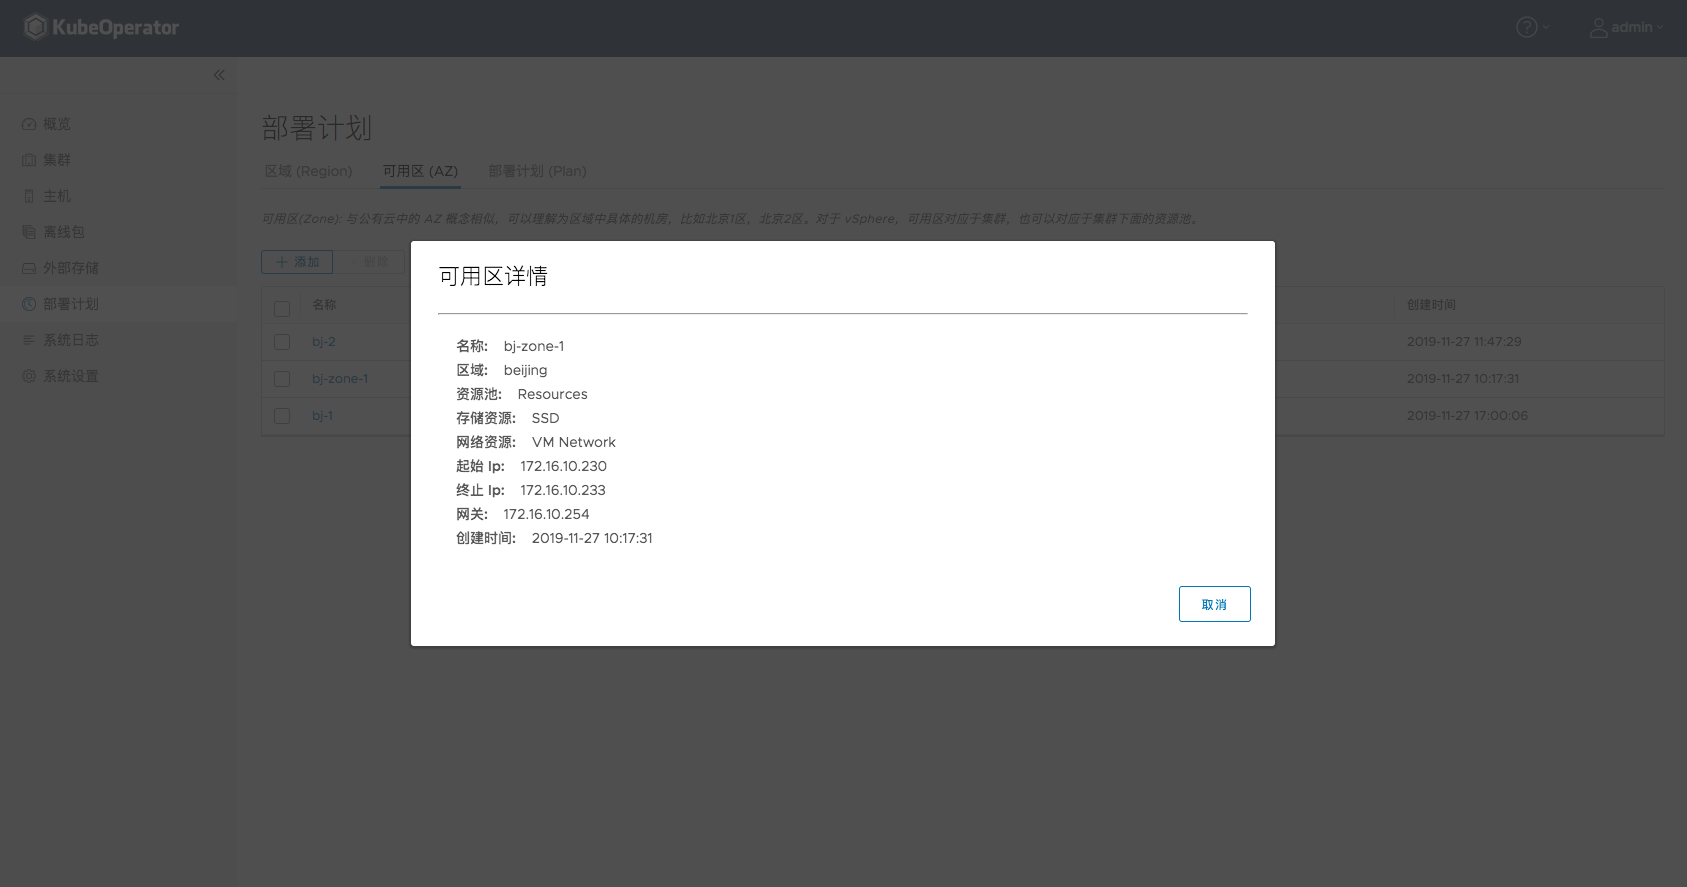 KubeOperator
admin
概览
集群
主机
离线包
外部存储
部署计划
系统日志
系统设置
部署计划
区域 (Region) 可用区 (AZ) 部署计划 (Plan)
可用区(Zone): 与公有云中的 AZ 概念相似、可以理解为区域中具体的机房，比如北京1区，北京2区。对于 vSphere、可用区对应于集群，也可以对应于集群下面的资源池。
添加 删除
名称 创建时间
bj-2 2019-11-27 11:47:29
bj-zone-1 2019-11-27 10:17:31
bj-1 2019-11-27 17:00:06
可用区详情
名称: bj-zone-1
区域: beijing
资源池: Resources
存储资源: SSD
网络资源: VM Network
起始 Ip: 172.16.10.230
终止 Ip: 172.16.10.233
网关: 172.16.10.254
创建时间: 2019-11-27 10:17:31
取消